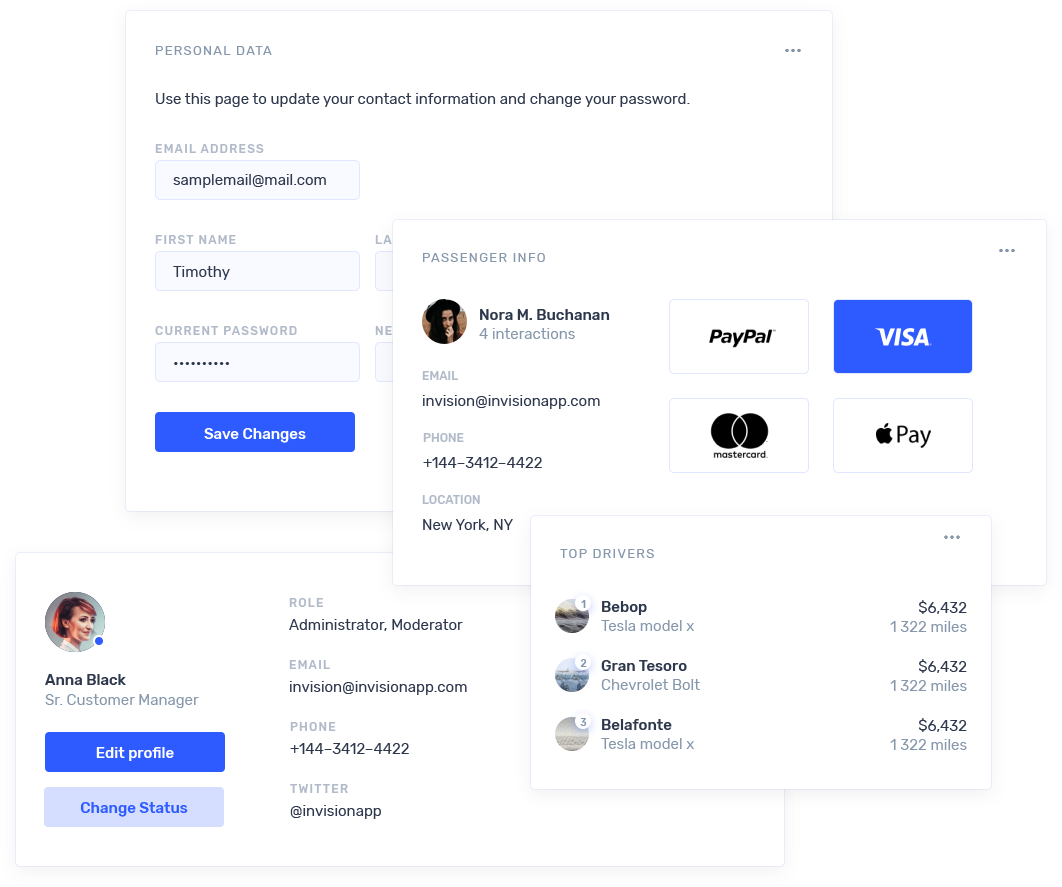 PERSONAL DATA
Use this page to update your contact information and change your password.
EMAIL ADDRESS
samplemail@mail.com
FIRST NAME
LA
Timothy
CURRENT PASSWORD
NE
••••••••••
Save Changes
PASSENGER INFO
Nora M. Buchanan
4 interactions
EMAIL
invision@invisionapp.com
PHONE
+144–3412–4422
LOCATION
New York, NY
PayPal
VISA
mastercard
Pay
TOP DRIVERS
1
Bebop
$6,432
Tesla model x
1 322 miles
2
Gran Tesoro
$6,432
Chevrolet Bolt
1 322 miles
3
Belafonte
$6,432
Tesla model x
1 322 miles
Anna Black
Sr. Customer Manager
Edit profile
Change Status
ROLE
Administrator, Moderator
EMAIL
invision@invisionapp.com
PHONE
+144–3412–4422
TWITTER
@invisionapp